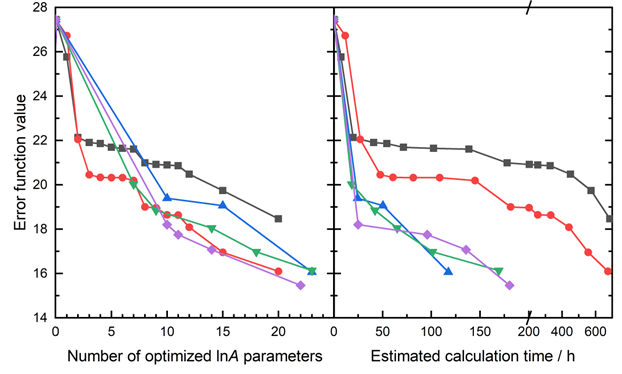 28
26
24
22
20
18
16
14
Error function value
0 5 10 15 20
Number of optimized lnA parameters
0 50 100 150 200 200 400 600
Estimated calculation time / h